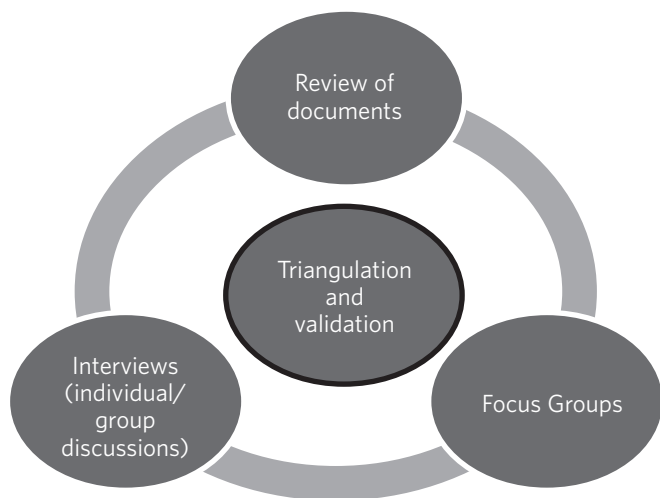 Review of
documents
Triangulation
and
validation
Interviews
(individual/
group
discussions)
Focus Groups